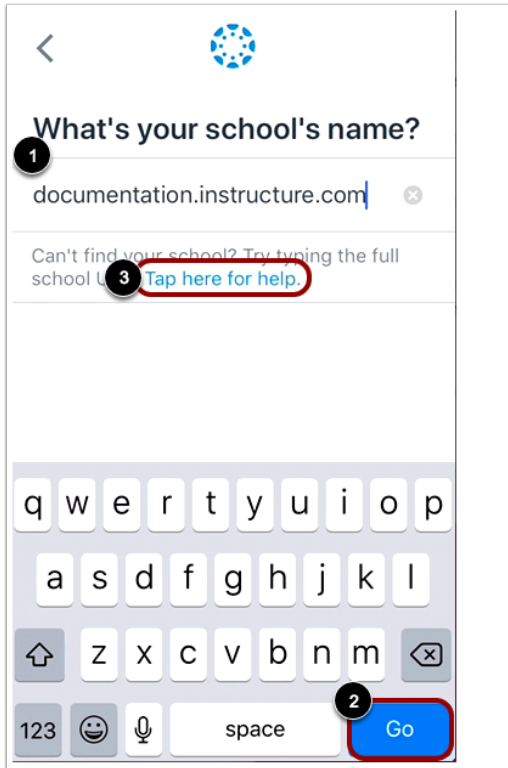 What's your school's name?
1
documentation.instructure.com
Can't find your school? Try typing the full
school 3 Tap here for help.
q w e r t y u i o p
a s d f g h j k l
z x c v b n m
2
123 space Go